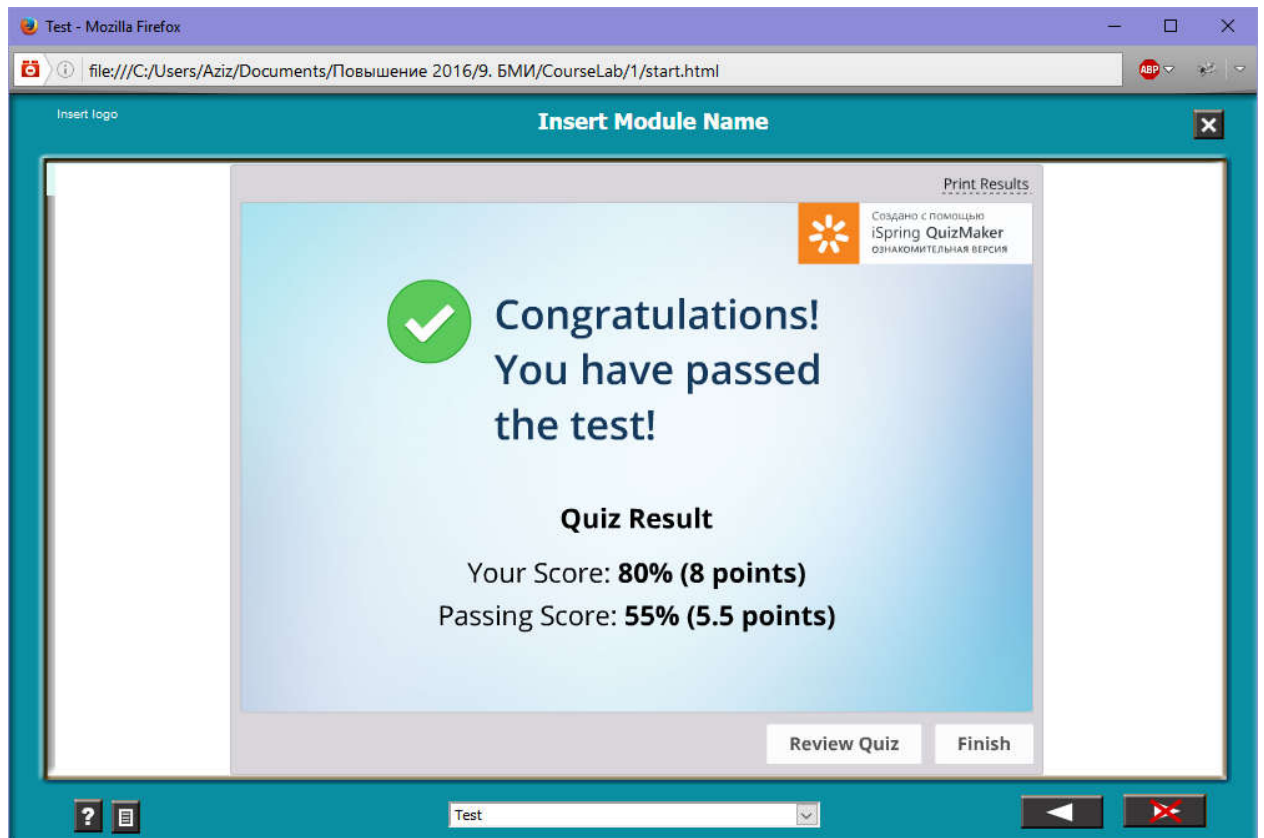 Test - Mozilla Firefox
file:///C:/Users/Aziz/Documents/Повышение 2016/9. БМИ/CourseLab/1/start.html
ABP
Insert logo
Insert Module Name
Print Results
Создано с помощью
iSpring QuizMaker
ОЗНАКОМИТЕЛЬНАЯ ВЕРСИЯ
Congratulations!
You have passed
the test!
Quiz Result
Your Score: 80% (8 points)
Passing Score: 55% (5.5 points)
Review Quiz
Finish
?
Test